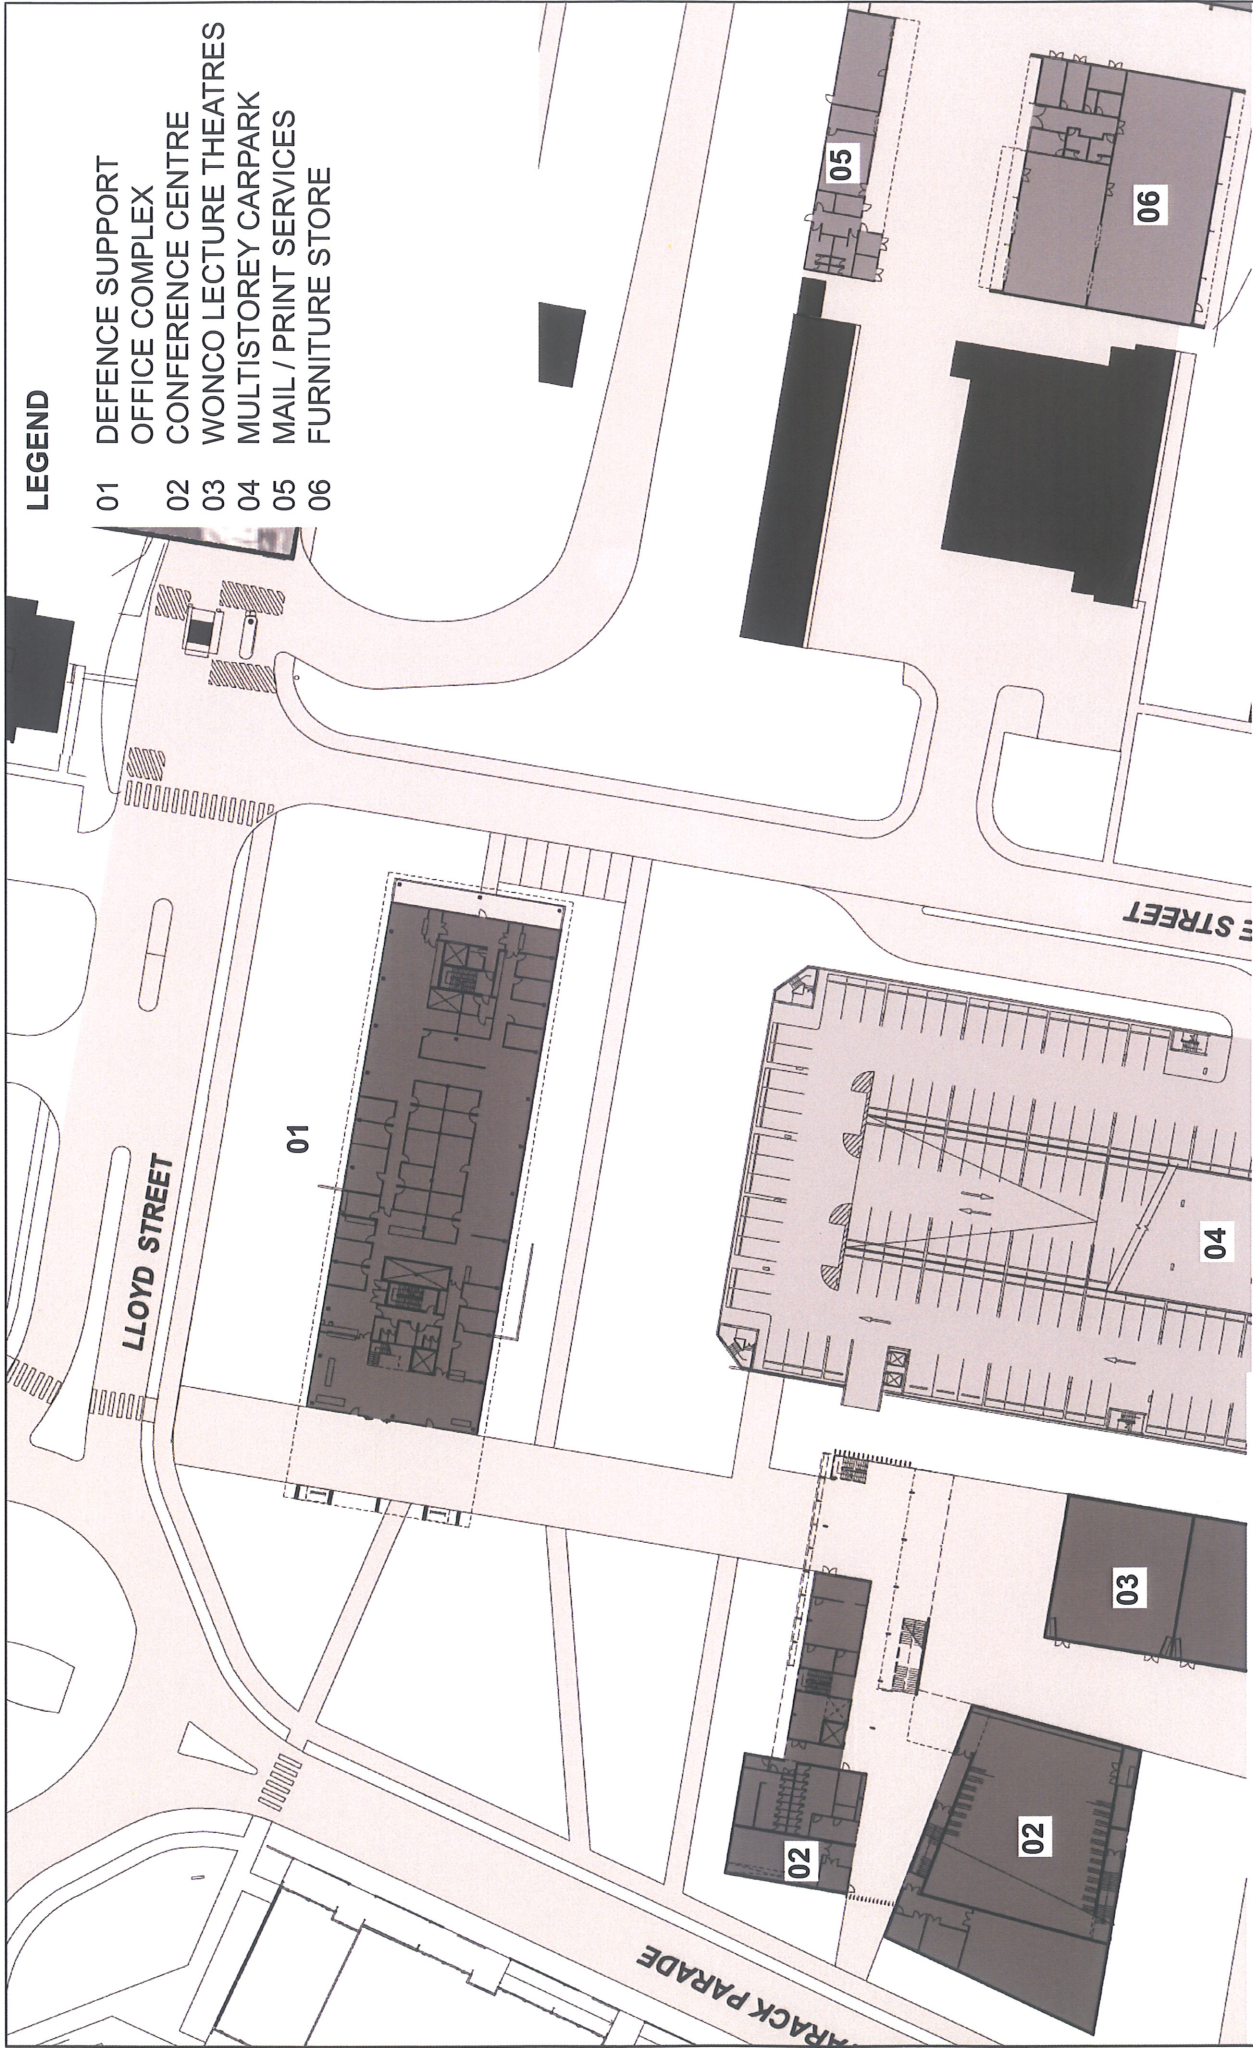 LEGEND
01 DEFENCE SUPPORT
OFFICE COMPLEX
02 CONFERENCE CENTRE
03 WONCO LECTURE THEATRES
04 MULTISTOREY CARPARK
05 MAIL / PRINT SERVICES
06 FURNITURE STORE
LLOYD STREET
01
02
02
03
04
05
06
E STREET
ARACK PARADE